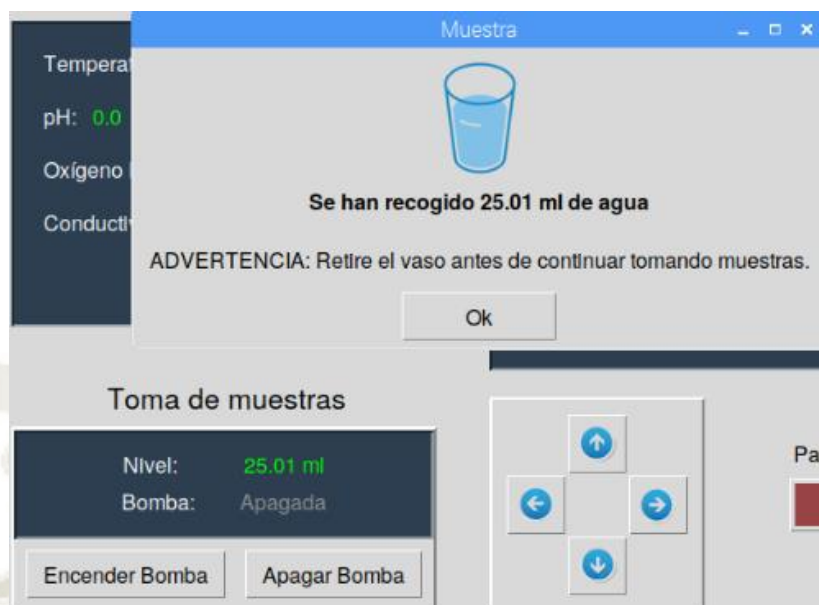 Muestra
Temperat
pH: 0.0
Oxígeno
Conducti
Se han recogido 25.01 ml de agua
ADVERTENCIA: Retire el vaso antes de continuar tomando muestras.
Ok
Toma de muestras
Nivel: 25.01 ml
Bomba: Apagada
Encender Bomba
Apagar Bomba
Pa